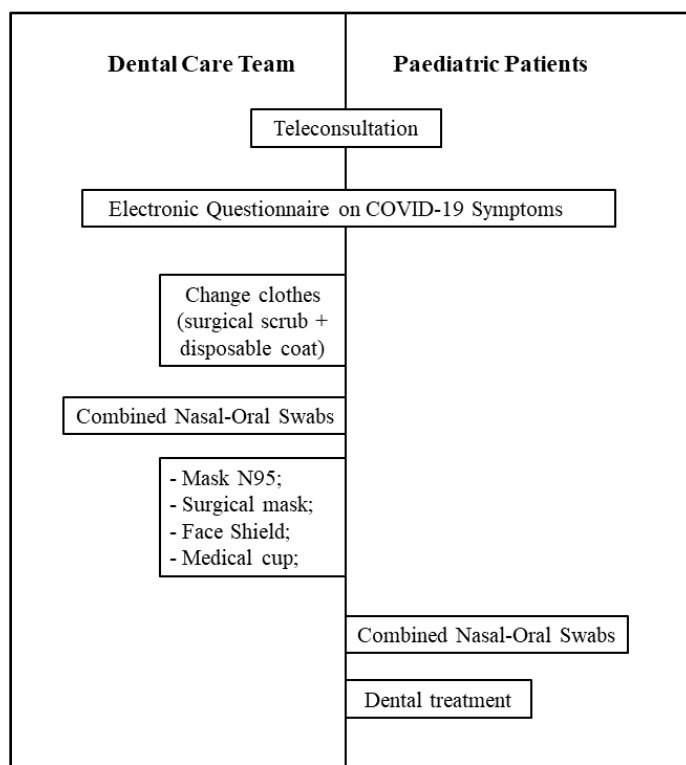 Dental Care Team
Paediatric Patients
Teleconsultation
Electronic Questionnaire on COVID-19 Symptoms
Change clothes
(surgical scrub +
disposable coat)
Combined Nasal-Oral Swabs
- Mask N95;
- Surgical mask;
- Face Shield;
- Medical cup;
Combined Nasal-Oral Swabs
Dental treatment